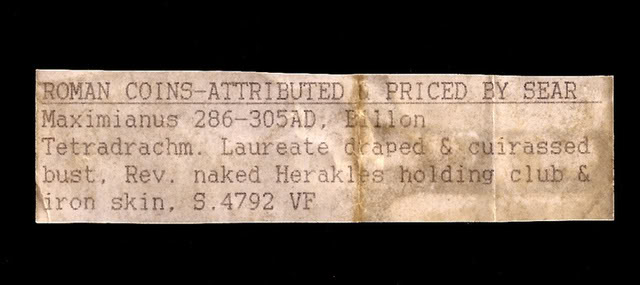 ROMAN COINS-ATTRIBUTED & PRICED BY SEAR
Maximianus 286-305AD, Billon
Tetradrachm. Laureate draped & cuirassed
bust, Rev. naked Herakles holding club &
iron skin, S.4792 VF